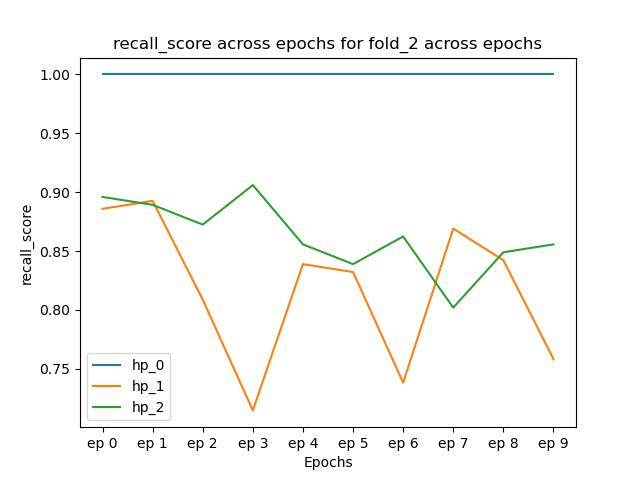 recall_score across epochs for fold_2 across epochs
recall_score
1.00
0.95
0.90
0.85
0.80
0.75
hp_0
hp_1
hp_2
ep 0 ep 1 ep 2 ep 3 ep 4 ep 5 ep 6 ep 7 ep 8 ep 9
Epochs